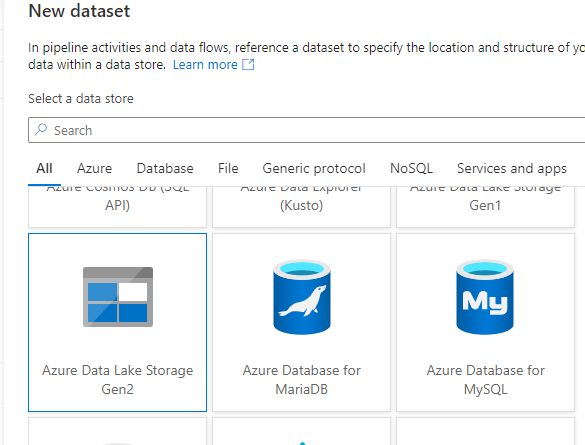 New dataset
In pipeline activities and data flows, reference a dataset to specify the location and structure of
data within a data store. Learn more
Select a data store
Search
All Azure Database File Generic protocol NoSQL Services and apps
Azure Cosmos DB (SQL
API)
Azure Data Explorer
(Kusto)
Azure Data Lake Storage
Gen1
Azure Data Lake Storage
Gen2
Azure Database for
MariaDB
My
Azure Database for
MySQL